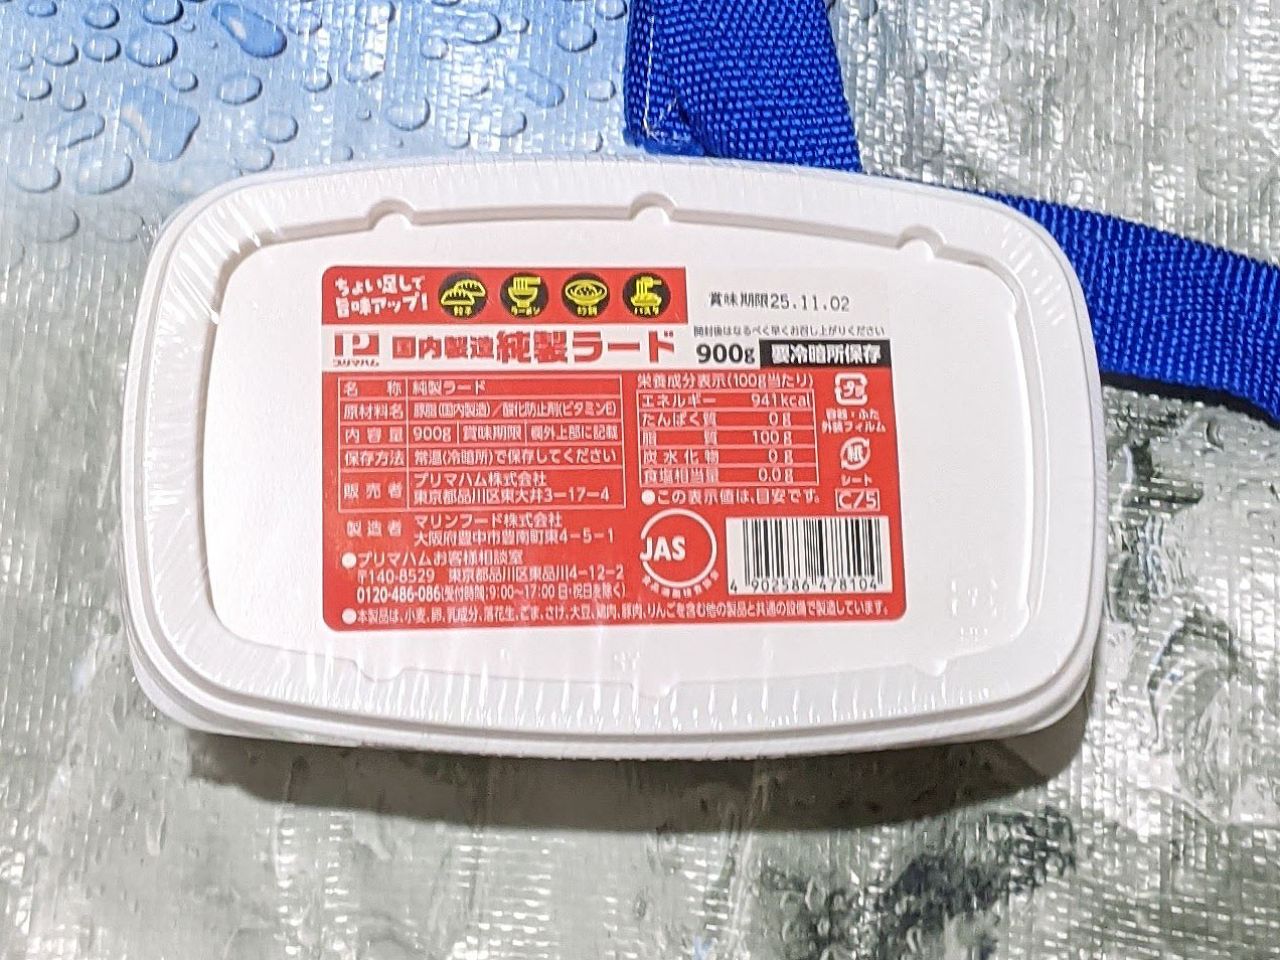 ちょい足しで
旨味アップ!
餃子 ラーメン 炒飯 パスタ
賞味期限25.11.02
開封後はなるべく早くお召し上がりください
プリマハム
国内製造純製ラード
900g 要冷暗所保存
名称 純製ラード
原材料名 豚脂(国内製造)/酸化防止剤(ビタミンE)
内容量 900g 賞味期限 欄外上部に記載
保存方法 常温(冷暗所)で保存してください
販売者 プリマハム株式会社
東京都品川区東大井3-17-4
製造者 マリンフード株式会社
大阪府豊中市豊南町東4-5-1
●プリマハムお客様相談室
〒140-8529 東京都品川区東品川4-12-2
0120-486-086(受付時間:9:00〜17:00 日・祝日を除く)
栄養成分表示(100g当たり)
エネルギー 941kcal
たんぱく質 0g
脂質 100g
炭水化物 0g
食塩相当量 0.0g
●この表示値は、目安です。
プラ
容器・ふた
外装フィルム
紙
シート
C/5
JAS
4 902586 478104
●本製品は、小麦、卵、乳成分、落花生、ごま、さけ、大豆、鶏肉、豚肉、りんごを含む他の製品と共通の設備で製造しています。